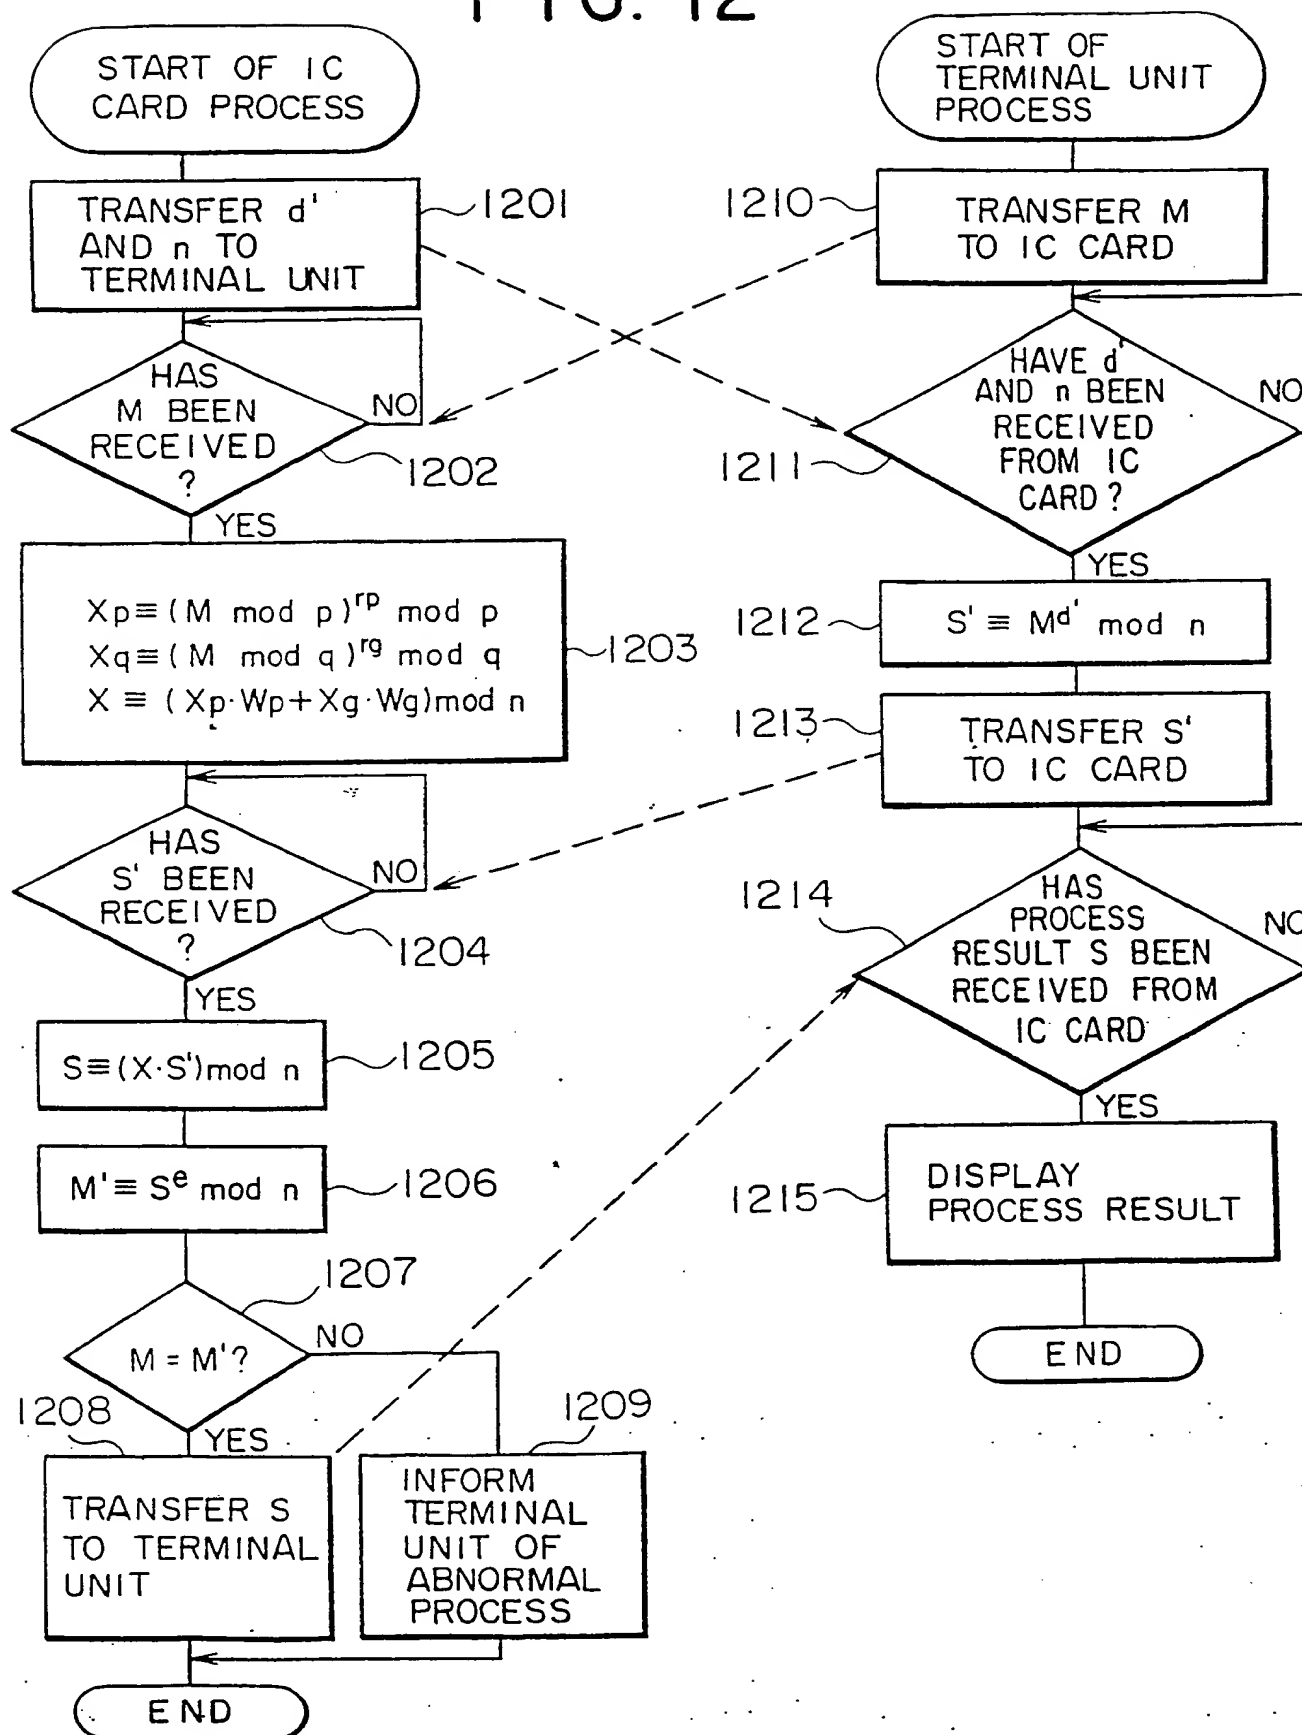 FIG. 12
START OF IC
CARD PROCESS
TRANSFER d'
AND n TO
TERMINAL UNIT
1201
HAS
M BEEN
RECEIVED
?
NO
1202
YES
Xp≡(M mod p)^rp mod p
Xq≡(M mod q)^rg mod q
X ≡ (Xp·Wp+Xg·Wg)mod n
1203
HAS
S' BEEN
RECEIVED
?
NO
1204
YES
S≡(X·S')mod n
1205
M'≡ S^e mod n
1206
1207
M = M'?
NO
1208
YES
TRANSFER S
TO TERMINAL
UNIT
1209
INFORM
TERMINAL
UNIT OF
ABNORMAL
PROCESS
END
START OF
TERMINAL UNIT
PROCESS
1210
TRANSFER M
TO IC CARD
HAVE d'
AND n BEEN
RECEIVED
FROM IC
CARD?
NO
1211
YES
1212
S' ≡ M^d' mod n
1213
TRANSFER S'
TO IC CARD
1214
HAS
PROCESS
RESULT S BEEN
RECEIVED FROM
IC CARD
NO
YES
1215
DISPLAY
PROCESS RESULT
END